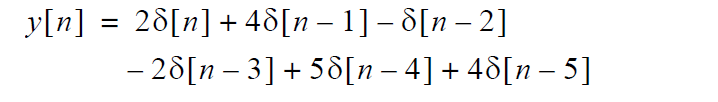 y[n] = 2δ[n] + 4δ[n – 1] – δ[n – 2]
– 2δ[n – 3] + 5δ[n – 4] + 4δ[n – 5]